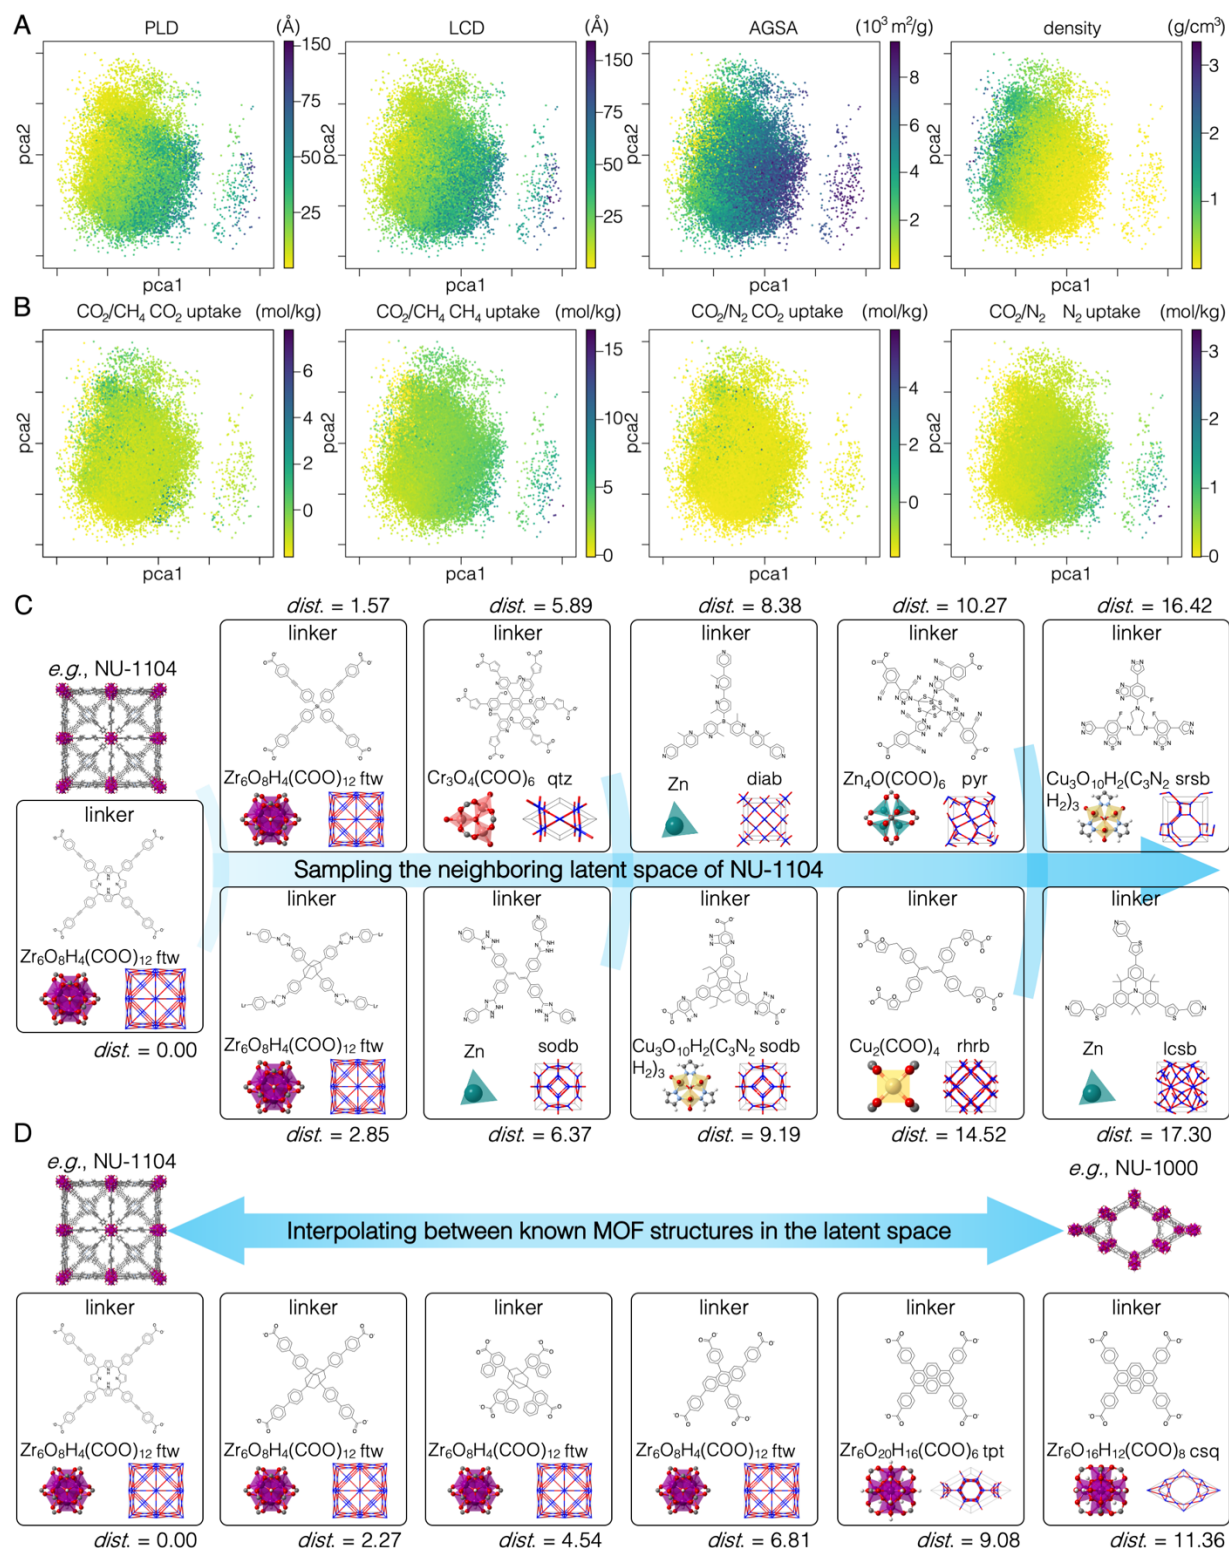 A
PLD (Å)
LCD (Å)
AGSA (10³ m²/g)
density (g/cm³)
pca2
150
75
50
25
pca1
pca2
150
75
50
25
pca1
pca2
8
6
4
2
pca1
pca2
3
2
1
pca1
B
CO₂/CH₄ CO₂ uptake (mol/kg)
CO₂/CH₄ CH₄ uptake (mol/kg)
CO₂/N₂ CO₂ uptake (mol/kg)
CO₂/N₂ N₂ uptake (mol/kg)
pca2
6
4
2
0
pca1
pca2
15
10
5
0
pca1
pca2
4
2
0
pca1
pca2
3
2
1
0
pca1
C
e.g., NU-1104
linker
Zr₆O₈H₄(COO)₁₂ ftw
dist. = 0.00
dist. = 1.57
linker
Zr₆O₈H₄(COO)₁₂ ftw
dist. = 5.89
linker
Cr₃O₄(COO)₆ qtz
dist. = 8.38
linker
Zn diab
dist. = 10.27
linker
Zn₄O(COO)₆ pyr
dist. = 16.42
linker
Cu₃O₁₀H₂(C₃N₂ srsb
H₂)₃
Sampling the neighboring latent space of NU-1104
linker
Zr₆O₈H₄(COO)₁₂ ftw
dist. = 2.85
linker
Zn sodb
dist. = 6.37
linker
Cu₃O₁₀H₂(C₃N₂ sodb
H₂)₃
dist. = 9.19
linker
Cu₂(COO)₄ rhrb
dist. = 14.52
linker
Zn lcsb
dist. = 17.30
D
e.g., NU-1104
e.g., NU-1000
Interpolating between known MOF structures in the latent space
linker
Zr₆O₈H₄(COO)₁₂ ftw
dist. = 0.00
linker
Zr₆O₈H₄(COO)₁₂ ftw
dist. = 2.27
linker
Zr₆O₈H₄(COO)₁₂ ftw
dist. = 4.54
linker
Zr₆O₈H₄(COO)₁₂ ftw
dist. = 6.81
linker
Zr₆O₂₀H₁₆(COO)₆ tpt
dist. = 9.08
linker
Zr₆O₁₆H₁₂(COO)₈ csq
dist. = 11.36